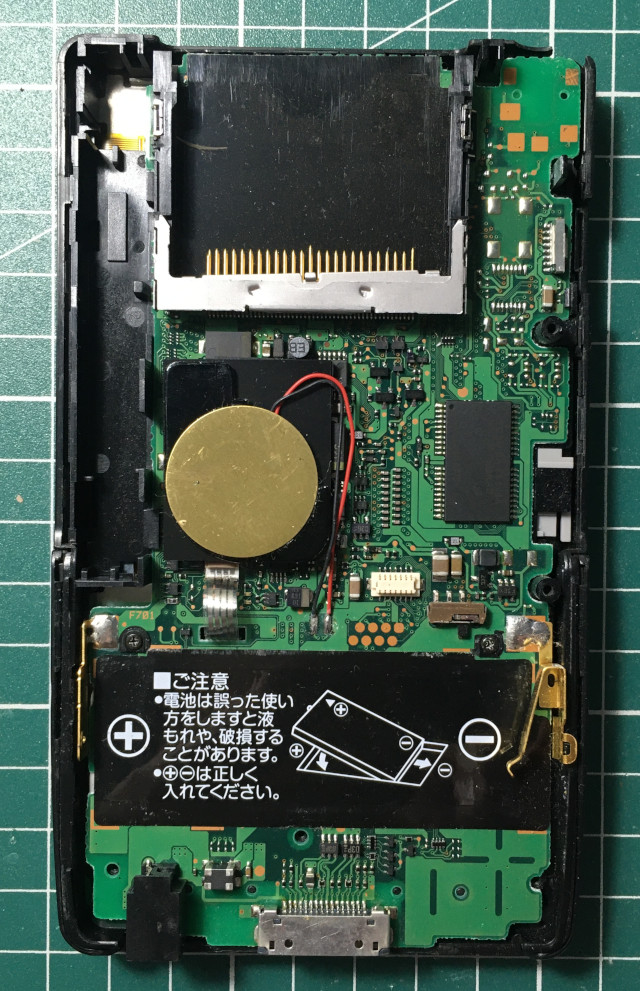 E3
F701
■ご注意
•電池は誤った使い
方をしますと液
もれや、破損する
ことがあります。
•⊕⊖は正しく
入れてください。
⊕
⊖
⊕
⊖
⊕
⊖